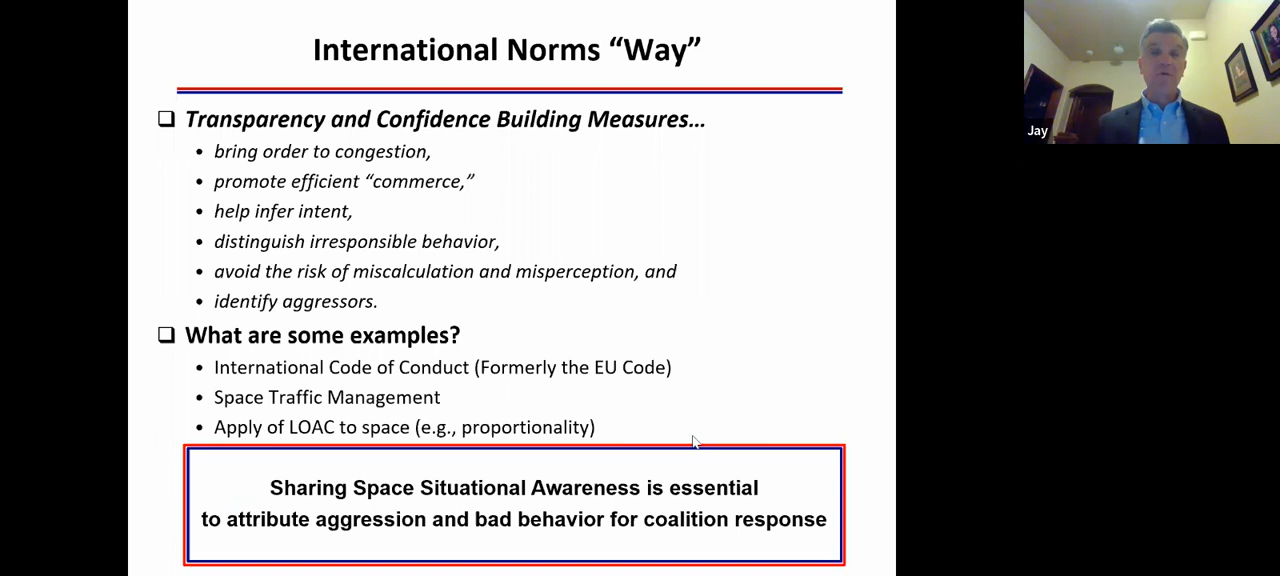 International Norms “Way”
❑ Transparency and Confidence Building Measures…
• bring order to congestion,
• promote efficient “commerce,”
• help infer intent,
• distinguish irresponsible behavior,
• avoid the risk of miscalculation and misperception, and
• identify aggressors.
❑ What are some examples?
• International Code of Conduct (Formerly the EU Code)
• Space Traffic Management
• Apply of LOAC to space (e.g., proportionality)
Sharing Space Situational Awareness is essential
to attribute aggression and bad behavior for coalition response
Jay